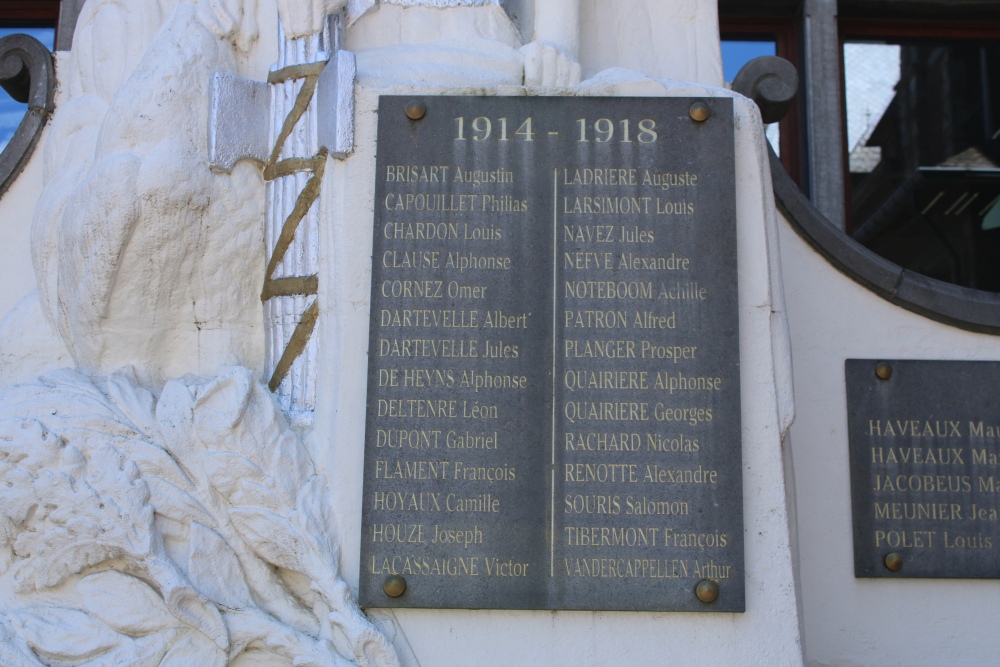 1914 - 1918
BRISART Augustin
CAPOUILLET Philias
CHARDON Louis
CLAUSE Alphonse
CORNEZ Omer
DARTEVELLE Albert
DARTEVELLE Jules
DE HEYNS Alphonse
DELTENRE Léon
DUPONT Gabriel
FLAMENT François
HOYAUX Camille
HOUZE Joseph
LACASSAIGNE Victor
LADRIERE Auguste
LARSIMONT Louis
NAVEZ Jules
NEFVE Alexandre
NOTEBOOM Achille
PATRON Alfred
PLANGER Prosper
QUAIRIERE Alphonse
QUAIRIERE Georges
RACHARD Nicolas
RENOTTE Alexandre
SOURIS Salomon
TIBERMONT François
VANDERCAPPELLEN Arthur
HAVEAUX
HAVEAUX
JACOBEUS
MEUNIER
POLET Louis